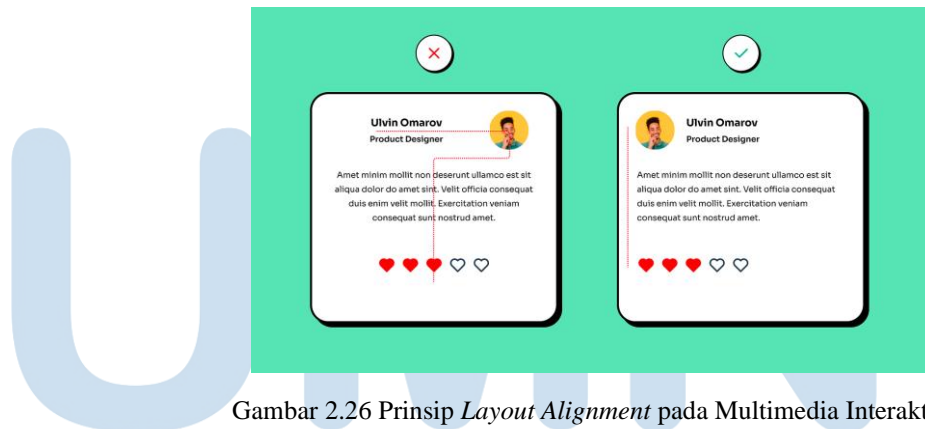 Ulvin Omarov
Product Designer
Amet minim mollit non deserunt ullamco est sit
aliqua dolor do amet sint. Velit officia consequat
duis enim velit mollit. Exercitation veniam
consequat sunt nostrud amet.
Ulvin Omarov
Product Designer
Amet minim mollit non deserunt ullamco est sit
aliqua dolor do amet sint. Velit officia consequat
duis enim velit mollit. Exercitation veniam
consequat sunt nostrud amet.
Gambar 2.26 Prinsip Layout Alignment pada Multimedia Interakt